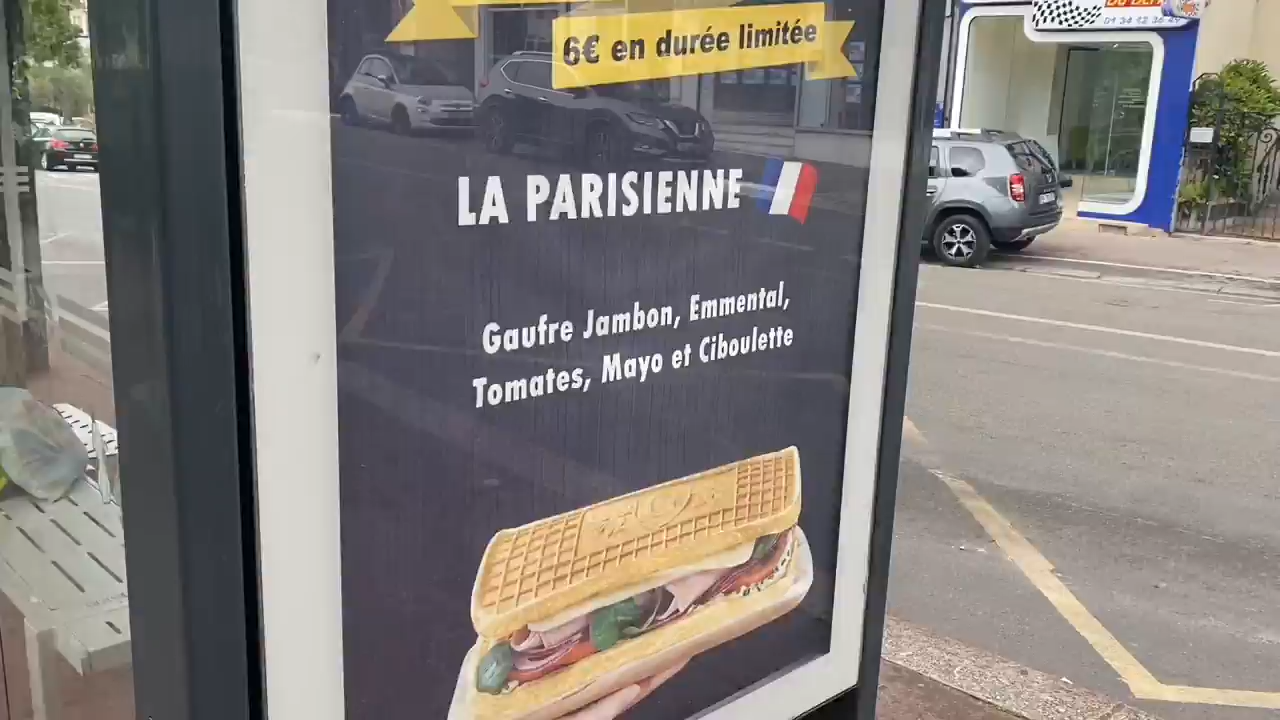 6€ en durée limitée
LA PARISIENNE
Gaufre Jambon, Emmental,
Tomates, Mayo et Ciboulette